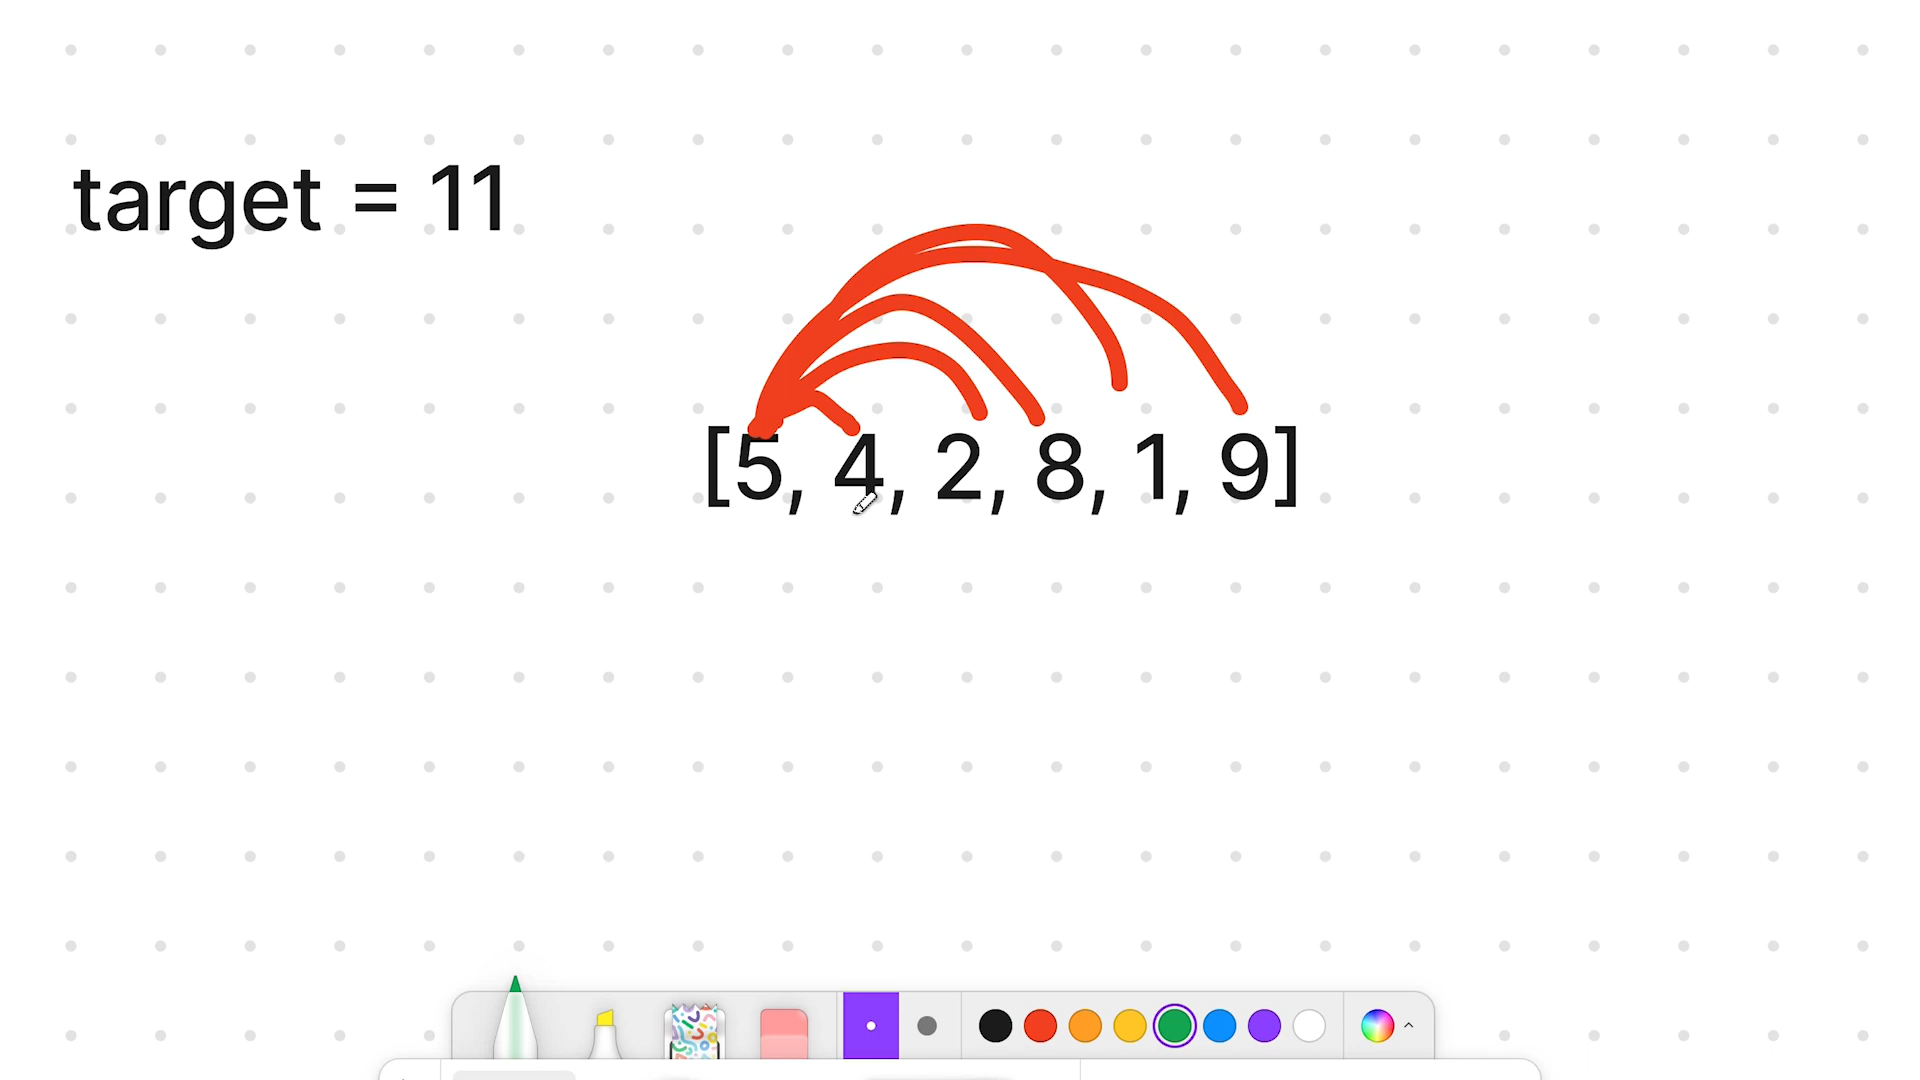 target = 11
[5, 4, 2, 8, 1, 9]